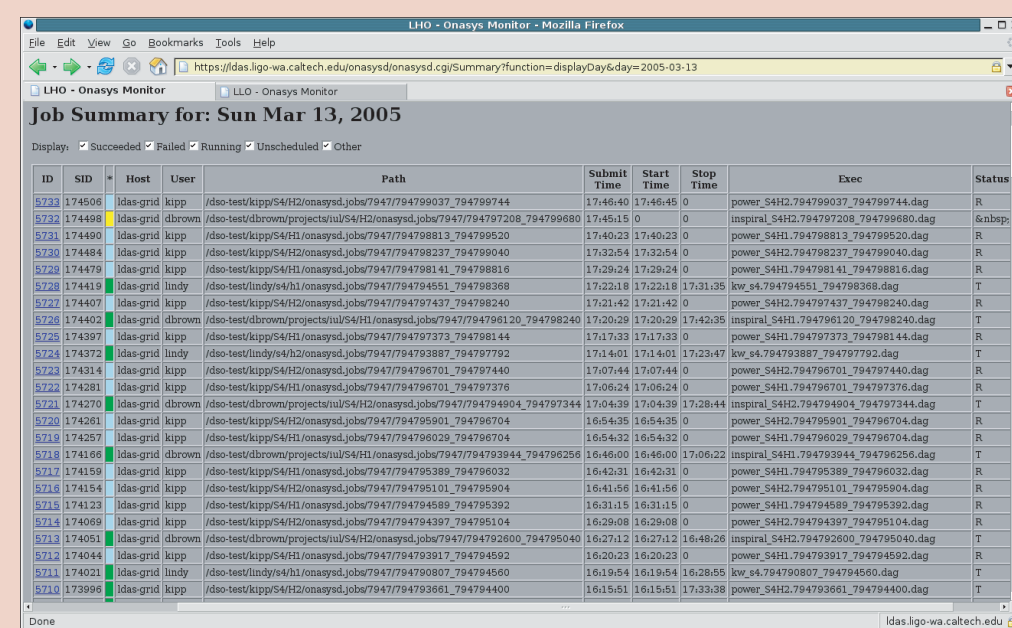 LHO - Onasys Monitor - Mozilla Firefox
File Edit View Go Bookmarks Tools Help
https://ldas.ligo-wa.caltech.edu/onasysd/onasysd.cgi/Summary?function=displayDay&day=2005-03-13
LHO - Onasys Monitor LLO - Onasys Monitor
Job Summary for: Sun Mar 13, 2005
Display: Succeeded Failed Running Unscheduled Other
ID SID * Host User Path Submit Time Start Time Stop Time Exec Status
5733 174506 ldas-grid kipp /dso-test/kipp/S4/H2/onasysd.jobs/7947/794799037_794799744 17:46:40 17:46:45 0 power_S4H2.794799037_794799744.dag R
5732 174498 ldas-grid dbrown /dso-test/dbrown/projects/iul/S4/H2/onasysd.jobs/7947/794797208_794799680 17:45:15 0 0 inspiral_S4H2.794797208_794799680.dag &nbsp;
5731 174490 ldas-grid kipp /dso-test/kipp/S4/H1/onasysd.jobs/7947/794798813_794799520 17:40:23 17:40:23 0 power_S4H1.794798813_794799520.dag R
5730 174484 ldas-grid kipp /dso-test/kipp/S4/H2/onasysd.jobs/7947/794798237_794799040 17:32:54 17:32:54 0 power_S4H2.794798237_794799040.dag R
5729 174479 ldas-grid kipp /dso-test/kipp/S4/H1/onasysd.jobs/7947/794798141_794798816 17:29:24 17:29:24 0 power_S4H1.794798141_794798816.dag R
5728 174419 ldas-grid lindy /dso-test/lindy/s4/h1/onasysd.jobs/7947/794794551_794798368 17:22:18 17:22:18 17:31:35 kw_s4.794794551_794798368.dag T
5727 174407 ldas-grid kipp /dso-test/kipp/S4/H2/onasysd.jobs/7947/794797437_794798240 17:21:42 17:21:42 0 power_S4H2.794797437_794798240.dag R
5726 174402 ldas-grid dbrown /dso-test/dbrown/projects/iul/S4/H1/onasysd.jobs/7947/794796120_794798240 17:20:29 17:20:29 17:42:35 inspiral_S4H1.794796120_794798240.dag T
5725 174397 ldas-grid kipp /dso-test/kipp/S4/H1/onasysd.jobs/7947/794797373_794798144 17:17:33 17:17:33 0 power_S4H1.794797373_794798144.dag R
5724 174372 ldas-grid lindy /dso-test/lindy/s4/h2/onasysd.jobs/7947/794793887_794797792 17:14:01 17:14:01 17:23:47 kw_s4.794793887_794797792.dag T
5723 174314 ldas-grid kipp /dso-test/kipp/S4/H2/onasysd.jobs/7947/794796701_794797440 17:07:44 17:07:44 0 power_S4H2.794796701_794797440.dag R
5722 174281 ldas-grid kipp /dso-test/kipp/S4/H1/onasysd.jobs/7947/794796701_794797376 17:06:24 17:06:24 0 power_S4H1.794796701_794797376.dag R
5721 174270 ldas-grid dbrown /dso-test/dbrown/projects/iul/S4/H2/onasysd.jobs/7947/794794904_794797344 17:04:39 17:04:39 17:28:44 inspiral_S4H2.794794904_794797344.dag T
5720 174261 ldas-grid kipp /dso-test/kipp/S4/H2/onasysd.jobs/7947/794795901_794796704 16:54:35 16:54:35 0 power_S4H2.794795901_794796704.dag R
5719 174257 ldas-grid kipp /dso-test/kipp/S4/H1/onasysd.jobs/7947/794796029_794796704 16:54:32 16:54:32 0 power_S4H1.794796029_794796704.dag R
5718 174166 ldas-grid dbrown /dso-test/dbrown/projects/iul/S4/H1/onasysd.jobs/7947/794793944_794796256 16:46:00 16:46:00 17:06:22 inspiral_S4H1.794793944_794796256.dag T
5717 174159 ldas-grid kipp /dso-test/kipp/S4/H1/onasysd.jobs/7947/794795389_794796032 16:42:31 16:42:31 0 power_S4H1.794795389_794796032.dag R
5716 174154 ldas-grid kipp /dso-test/kipp/S4/H2/onasysd.jobs/7947/794795101_794795904 16:41:56 16:41:56 0 power_S4H2.794795101_794795904.dag R
5715 174123 ldas-grid kipp /dso-test/kipp/S4/H1/onasysd.jobs/7947/794794589_794795392 16:31:15 16:31:15 0 power_S4H1.794794589_794795392.dag R
5714 174069 ldas-grid kipp /dso-test/kipp/S4/H2/onasysd.jobs/7947/794794397_794795104 16:29:08 16:29:08 0 power_S4H2.794794397_794795104.dag R
5713 174051 ldas-grid dbrown /dso-test/dbrown/projects/iul/S4/H2/onasysd.jobs/7947/794792600_794795040 16:27:12 16:27:12 16:48:26 inspiral_S4H2.794792600_794795040.dag T
5712 174044 ldas-grid kipp /dso-test/kipp/S4/H1/onasysd.jobs/7947/794793917_794794592 16:20:23 16:20:23 0 power_S4H1.794793917_794794592.dag R
5711 174021 ldas-grid lindy /dso-test/lindy/s4/h1/onasysd.jobs/7947/794790807_794794560 16:19:54 16:19:54 16:28:55 kw_s4.794790807_794794560.dag T
5710 173996 ldas-grid kipp /dso-test/kipp/S4/H2/onasysd.jobs/7947/794793661_794794400 16:15:51 16:15:51 17:33:38 power_S4H2.794793661_794794400.dag T
Done ldas.ligo-wa.caltech.edu